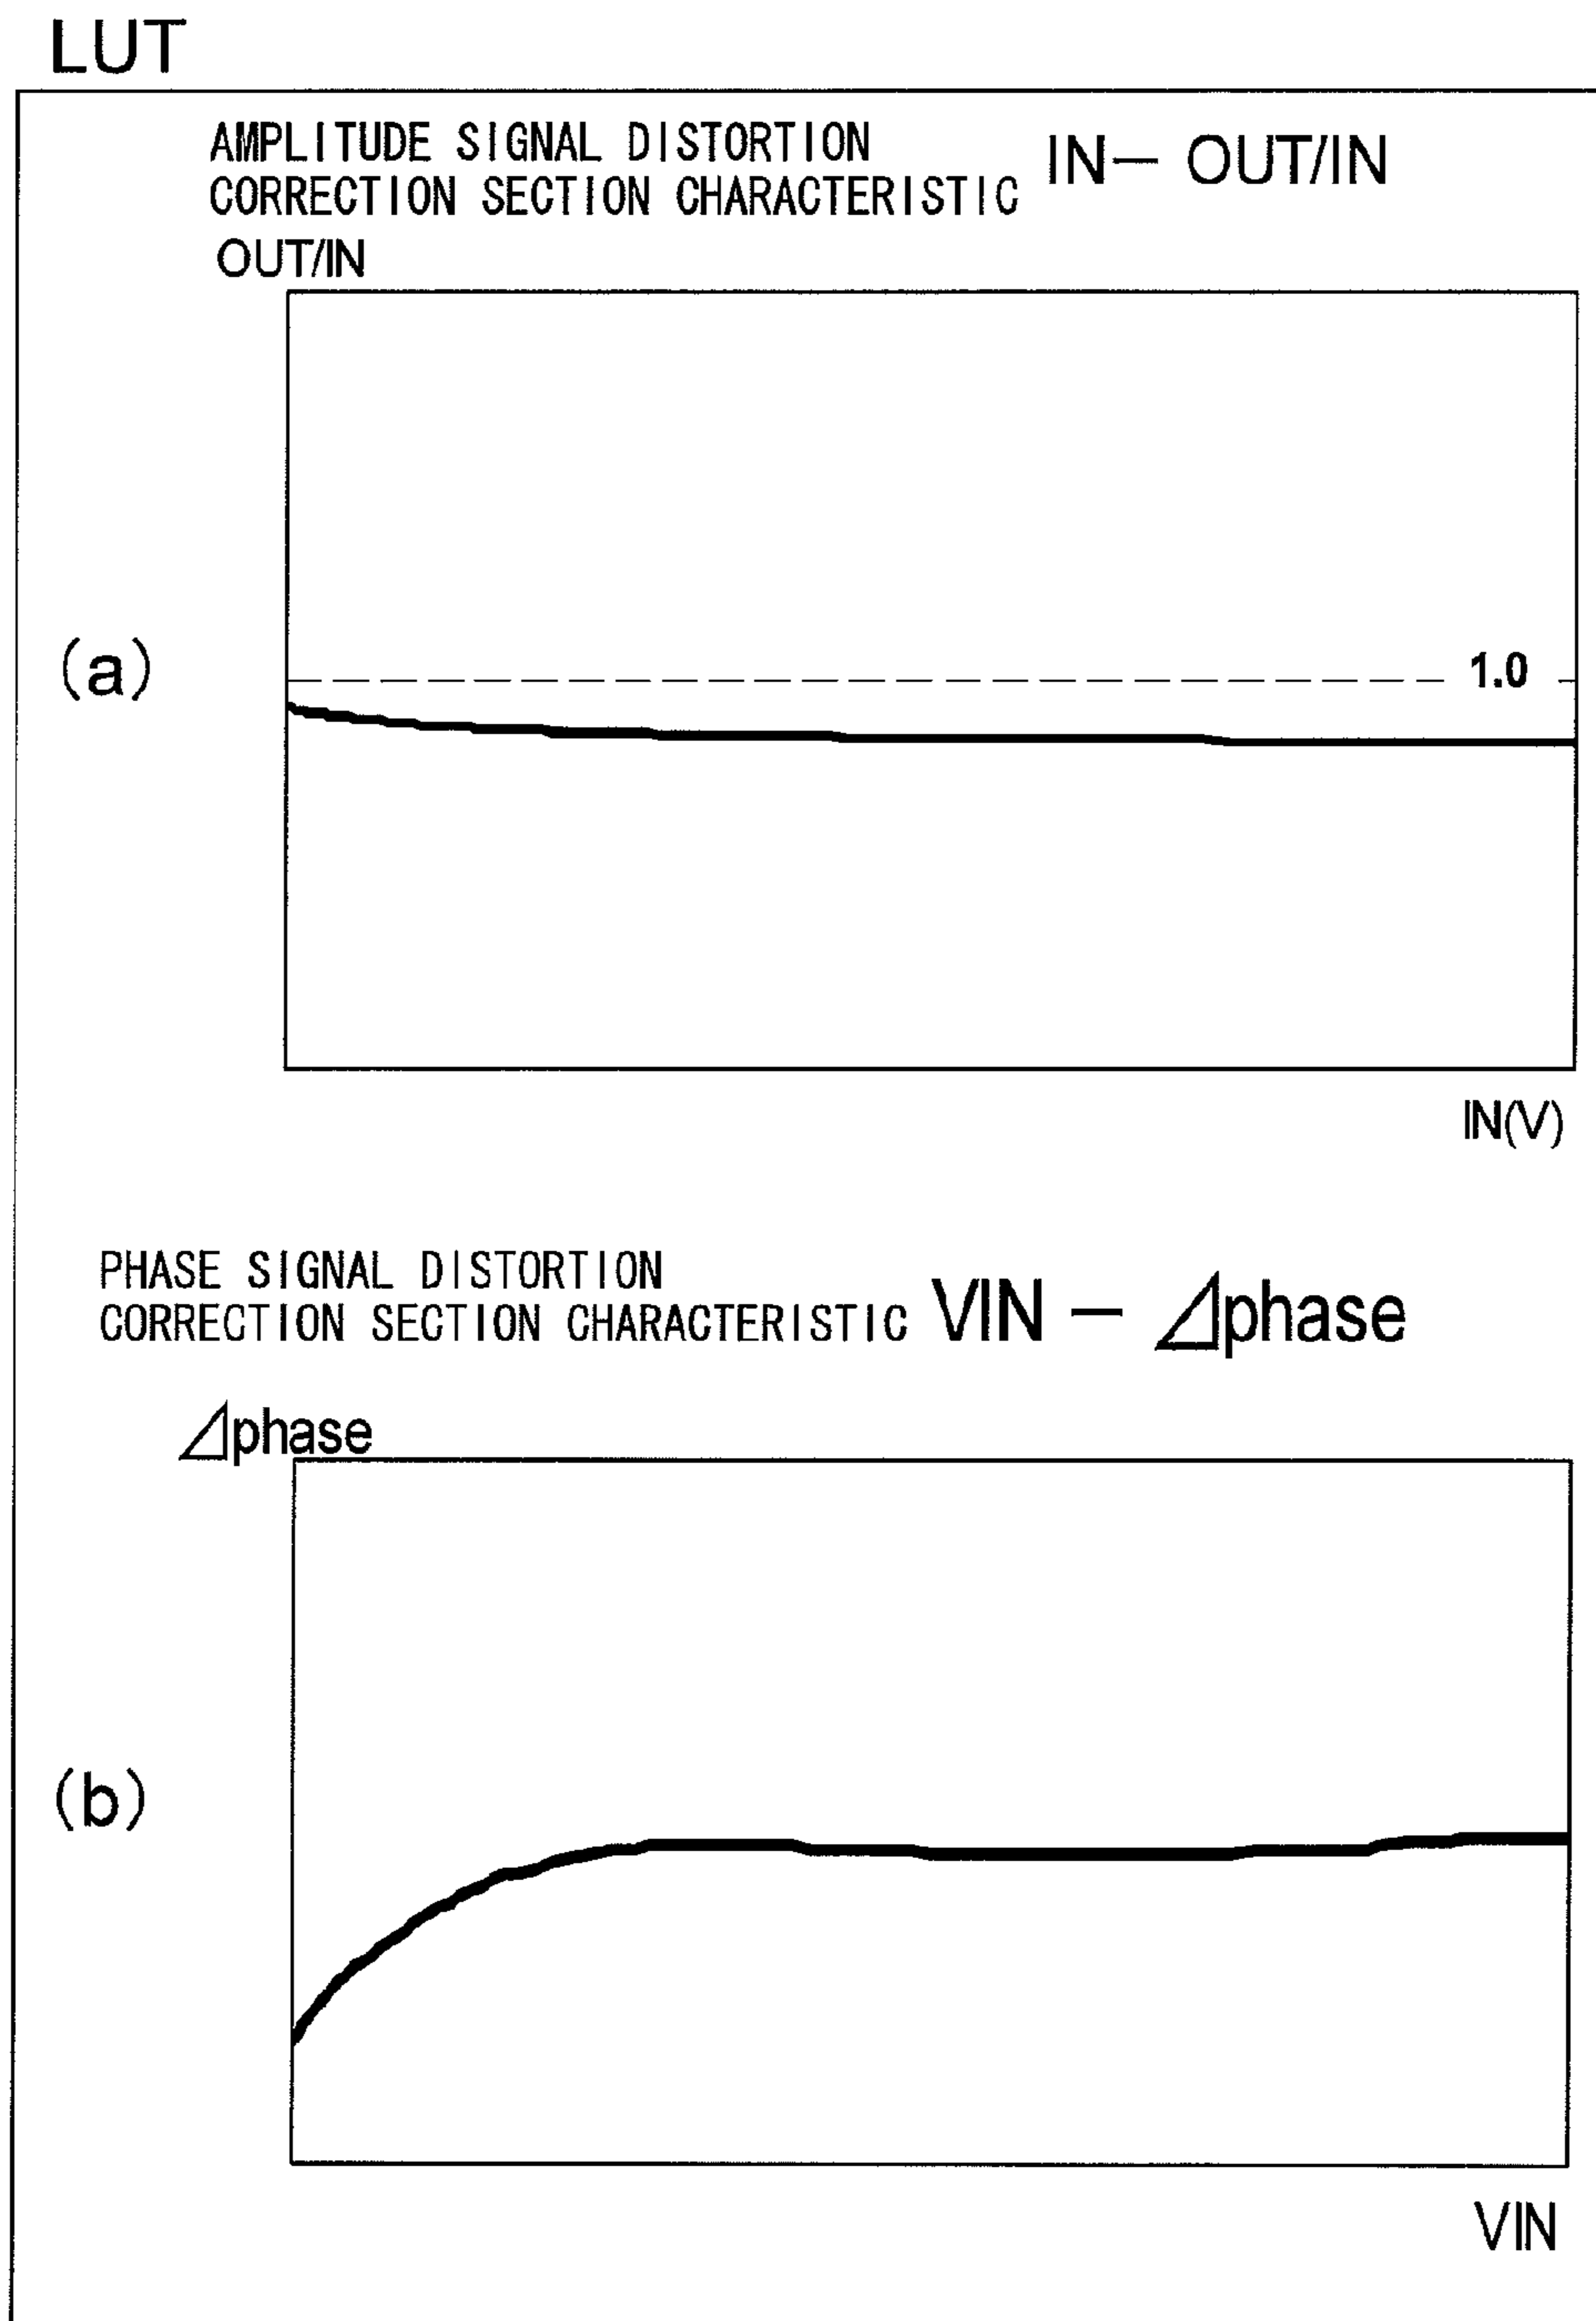 LUT
AMPLITUDE SIGNAL DISTORTION
CORRECTION SECTION CHARACTERISTIC IN— OUT/IN
OUT/IN
(a)
1.0
IN(V)
PHASE SIGNAL DISTORTION
CORRECTION SECTION CHARACTERISTIC VIN — ⊿phase
⊿phase
(b)
VIN